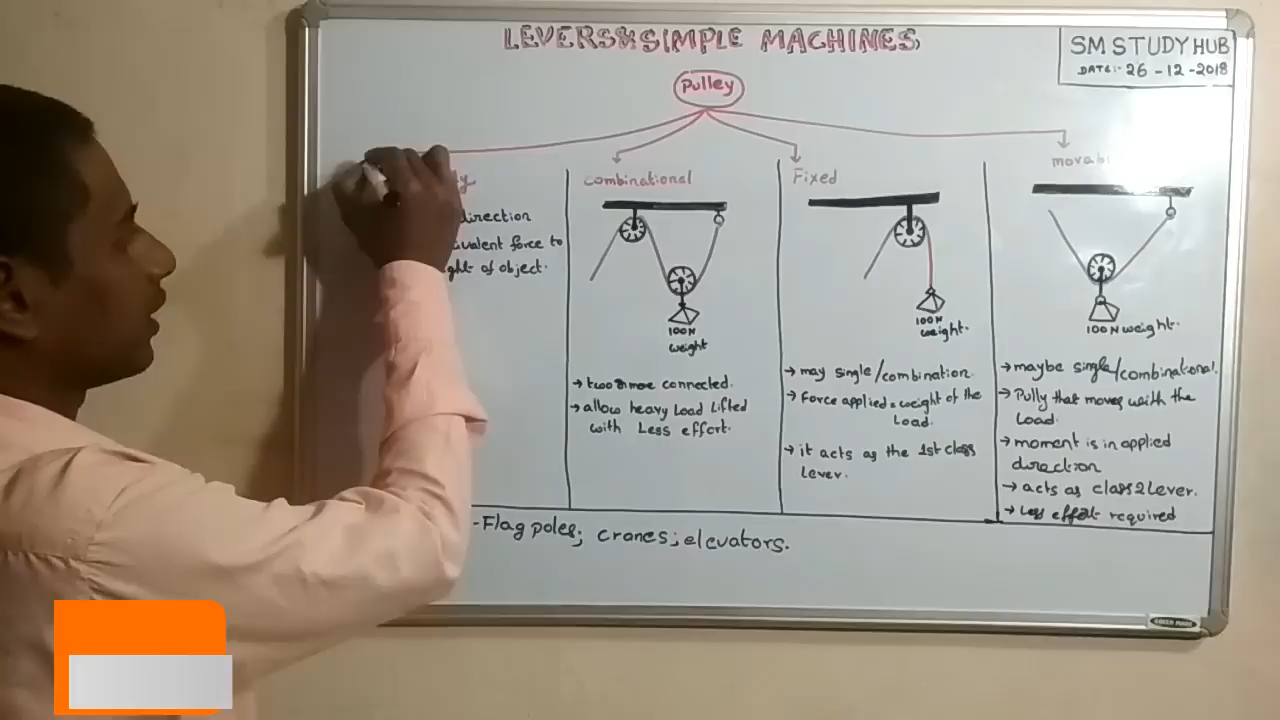 LEVERS&SIMPLE MACHINES
SM STUDY HUB
DATE:- 26-12-2018
Pulley
direction
force to
of object.
combinational
100N
weight
→ two or more connected.
→ allow heavy Load Lifted
with Less effort.
Fixed
100N
weight.
→ may single/combination.
→ Force applied = weight of the
Load.
→ it acts as the 1st class
Lever.
100N weight.
→ maybe single/combinational.
→ Pully that moves with the
Load.
→ moment is in applied
direction
→ acts as class2Lever.
→ Less effort required
-Flag poles; cranes; elevators.